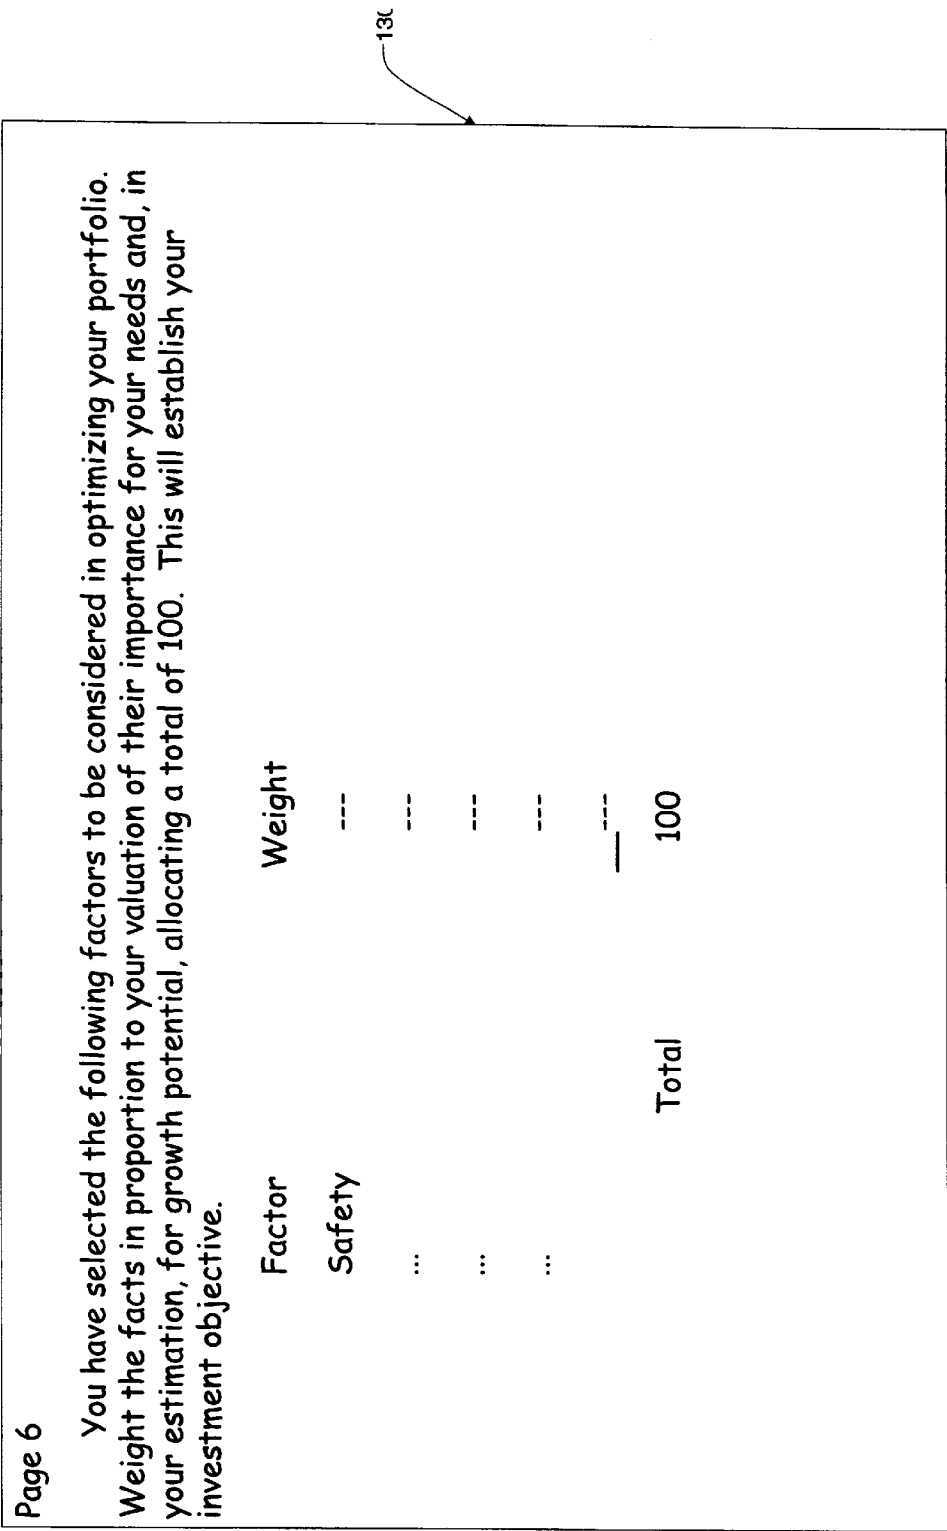 Page 6
You have selected the following factors to be considered in optimizing your portfolio.
Weight the facts in proportion to your valuation of their importance for your needs and, in
your estimation, for growth potential, allocating a total of 100.  This will establish your
investment objective.
Factor Weight
Safety ---
... ---
... ---
... ---
---
Total 100